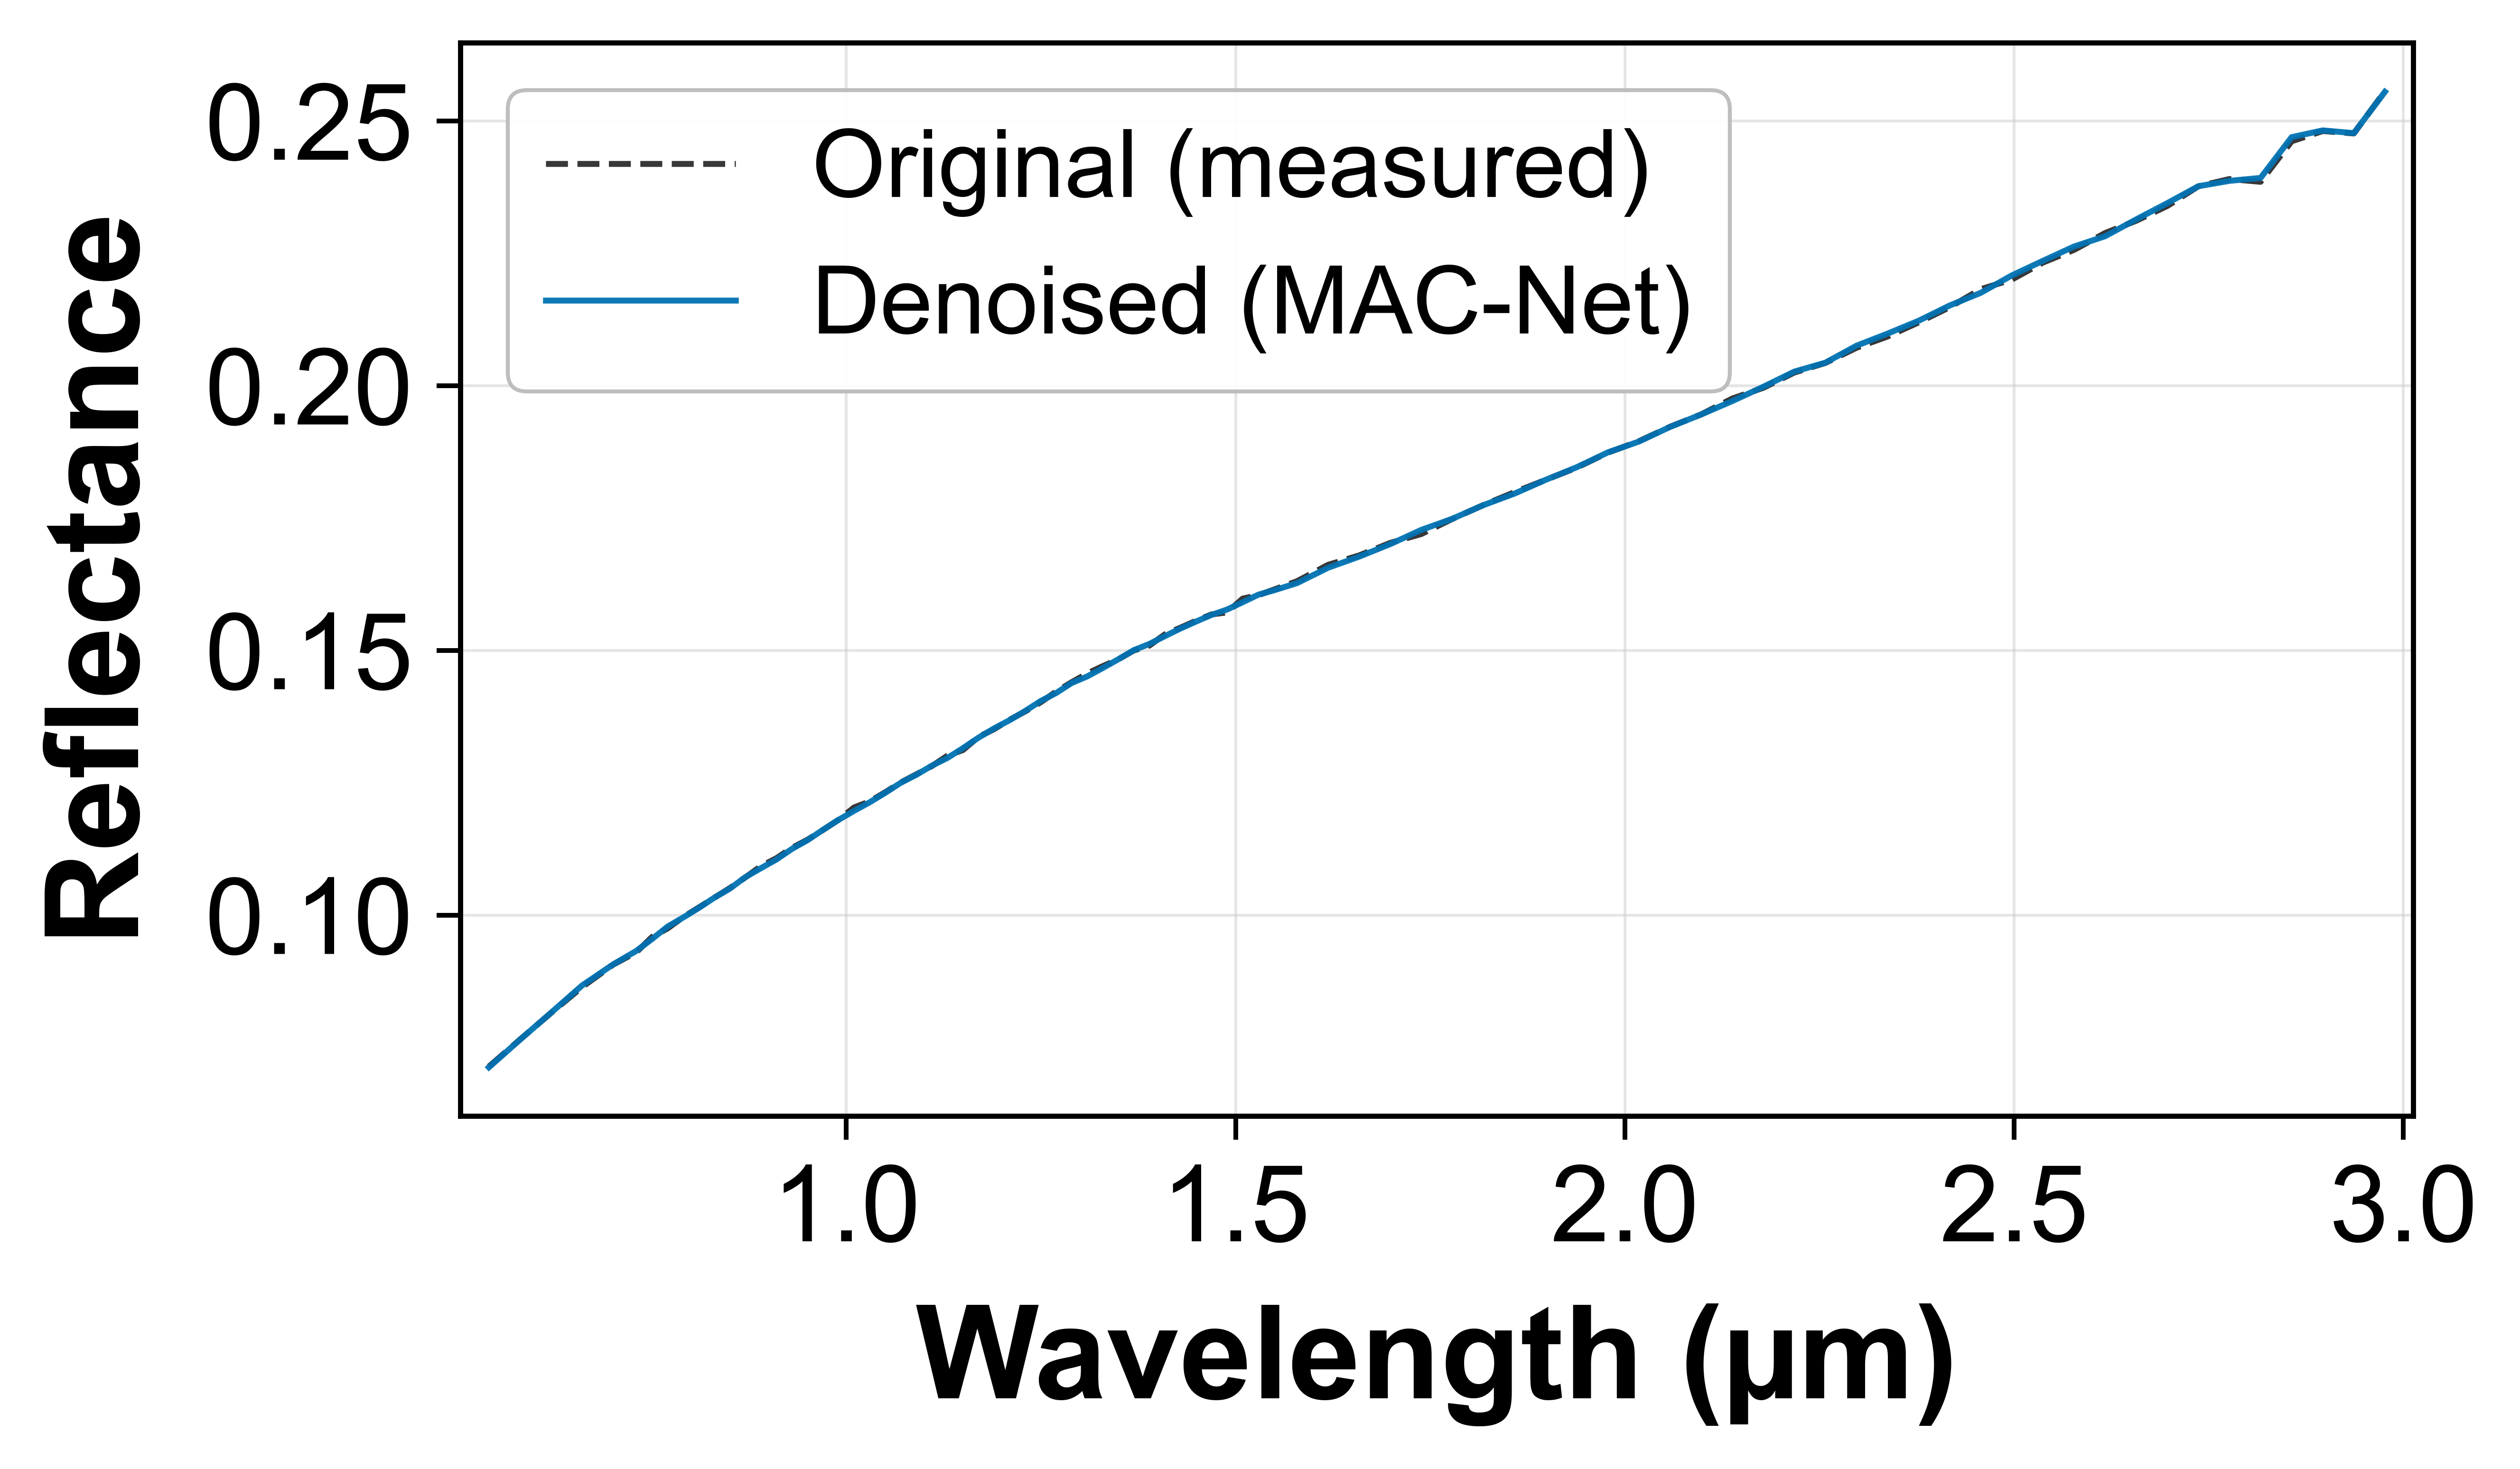 0.25
0.20
0.15
0.10
Reflectance
Original (measured)
Denoised (MAC-Net)
1.0
1.5
2.0
2.5
3.0
Wavelength (μm)